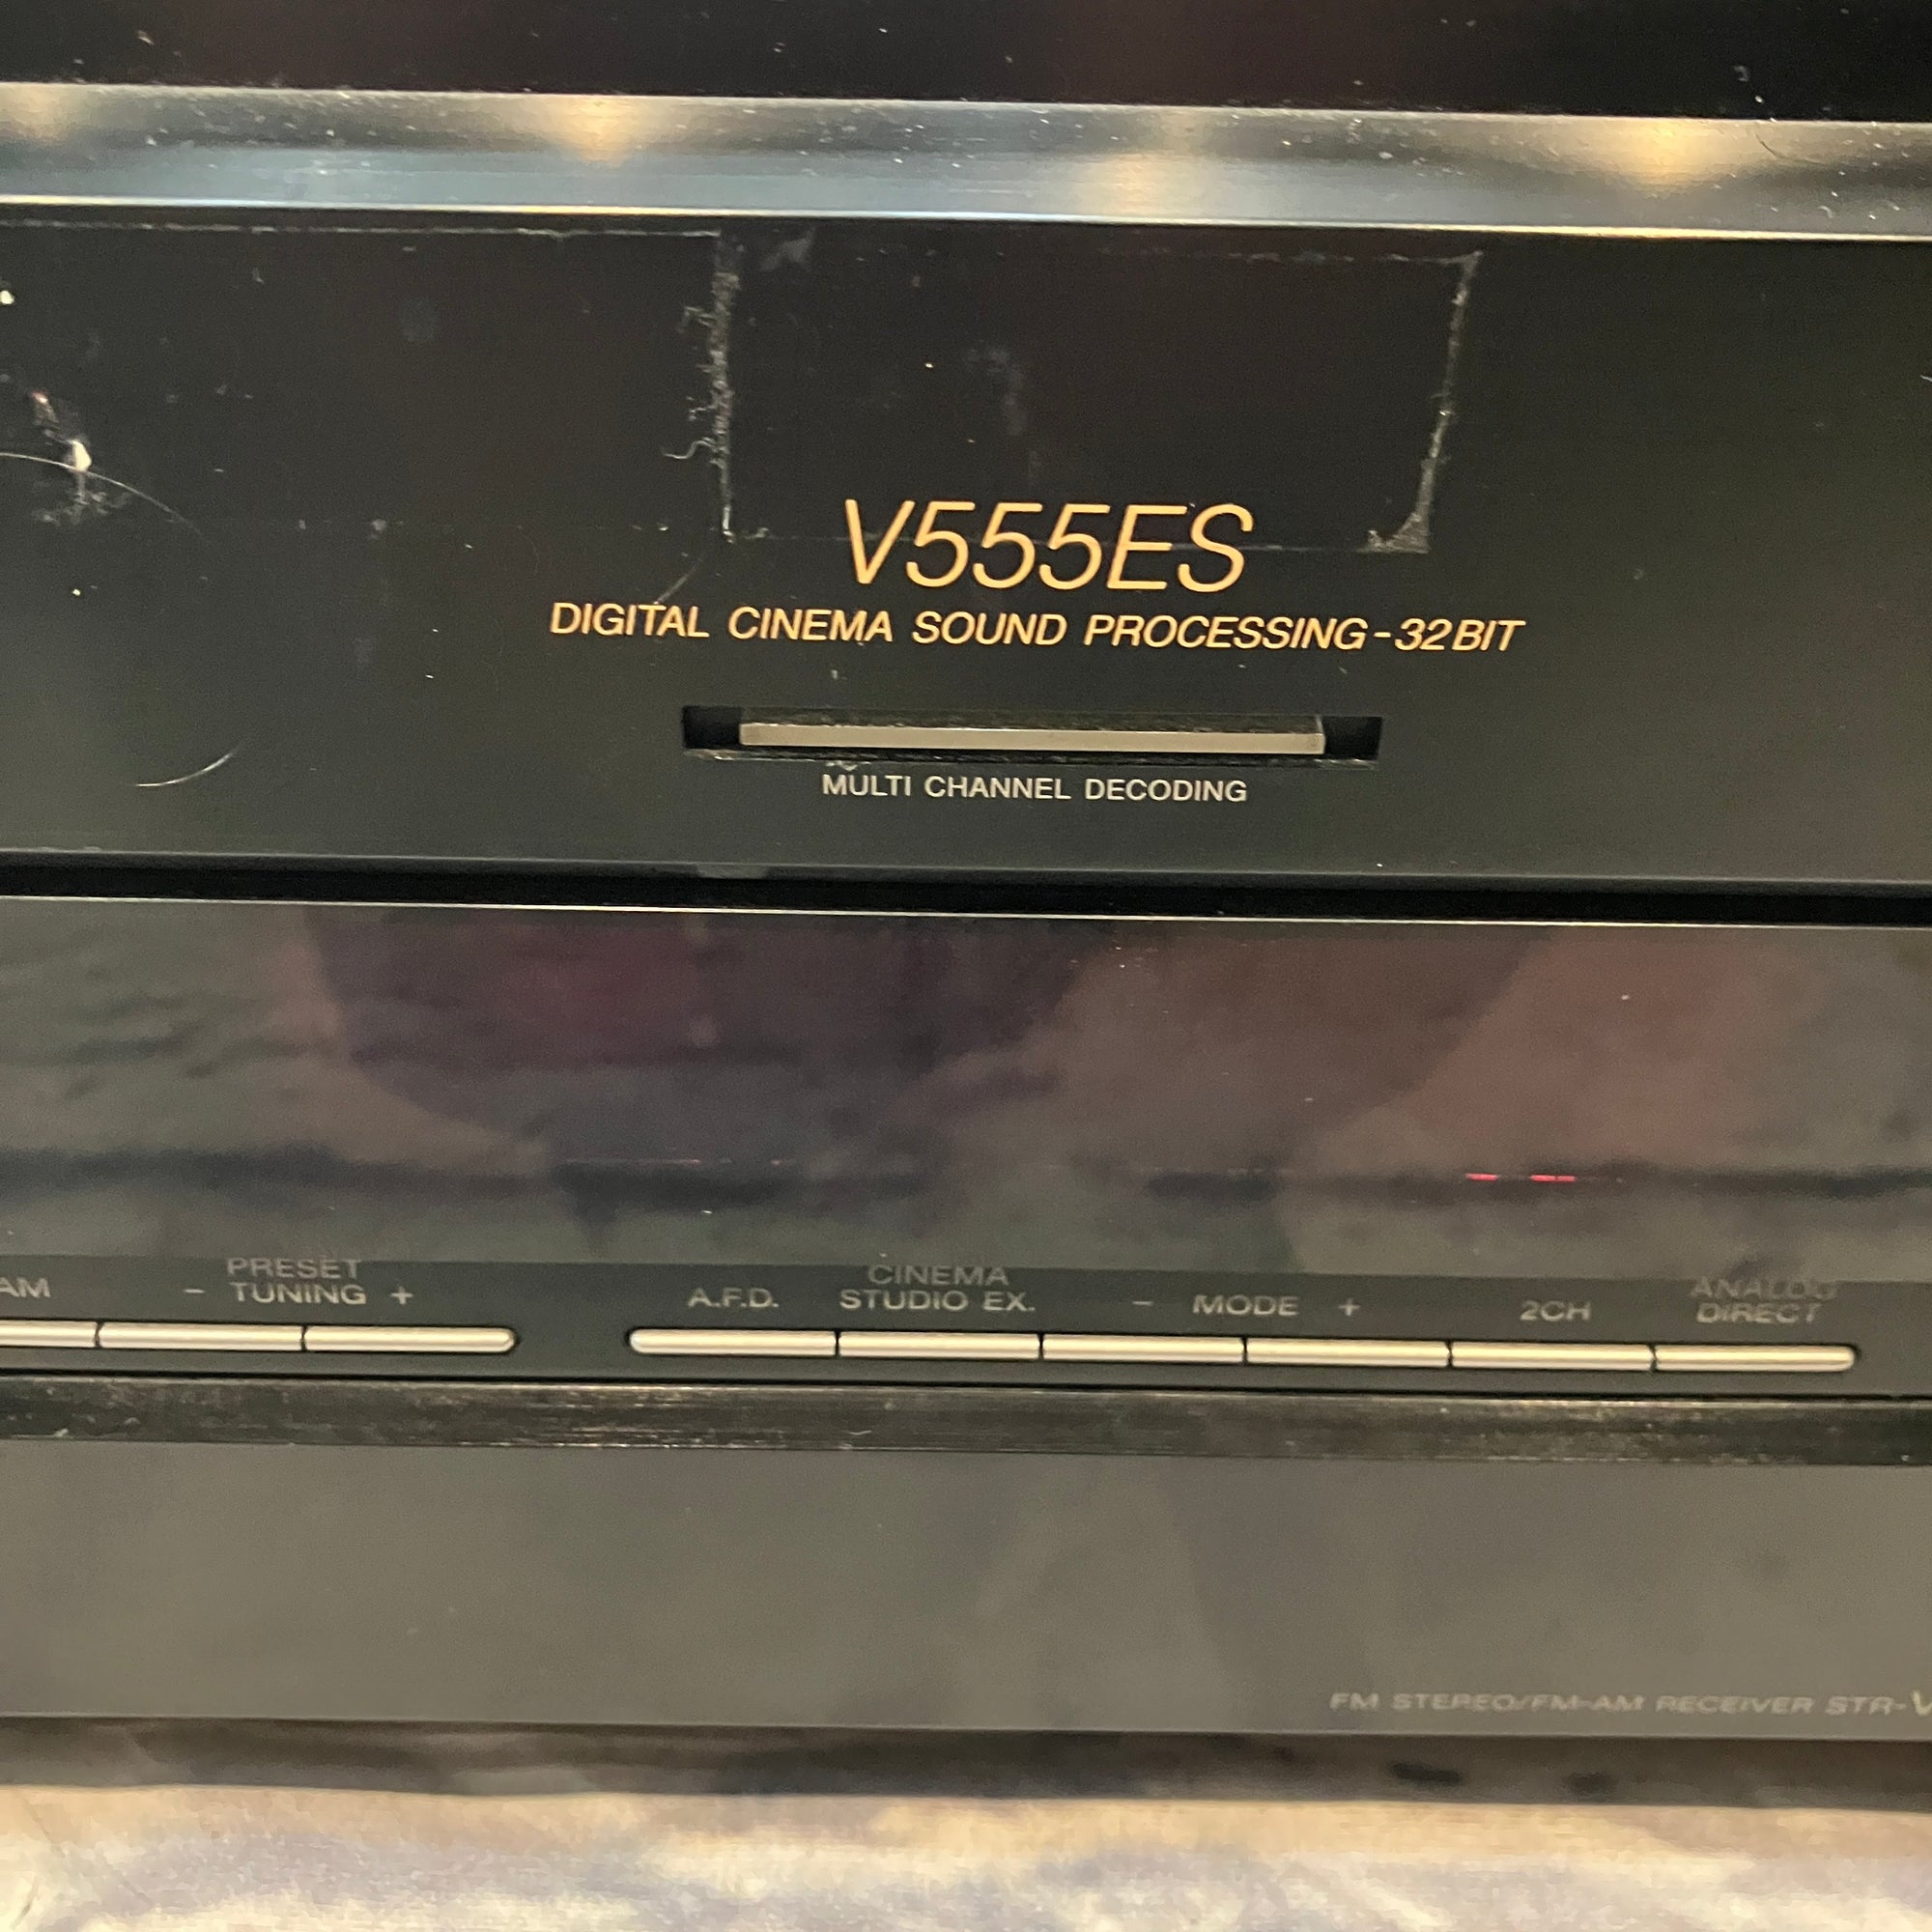 V555ES
DIGITAL CINEMA SOUND PROCESSING-32BIT
MULTI CHANNEL DECODING
AM
- PRESET TUNING +
A.F.D.
CINEMA
STUDIO EX.
- MODE +
2CH
ANALOG
DIRECT
FM STEREO/FM-AM RECEIVER STR-V